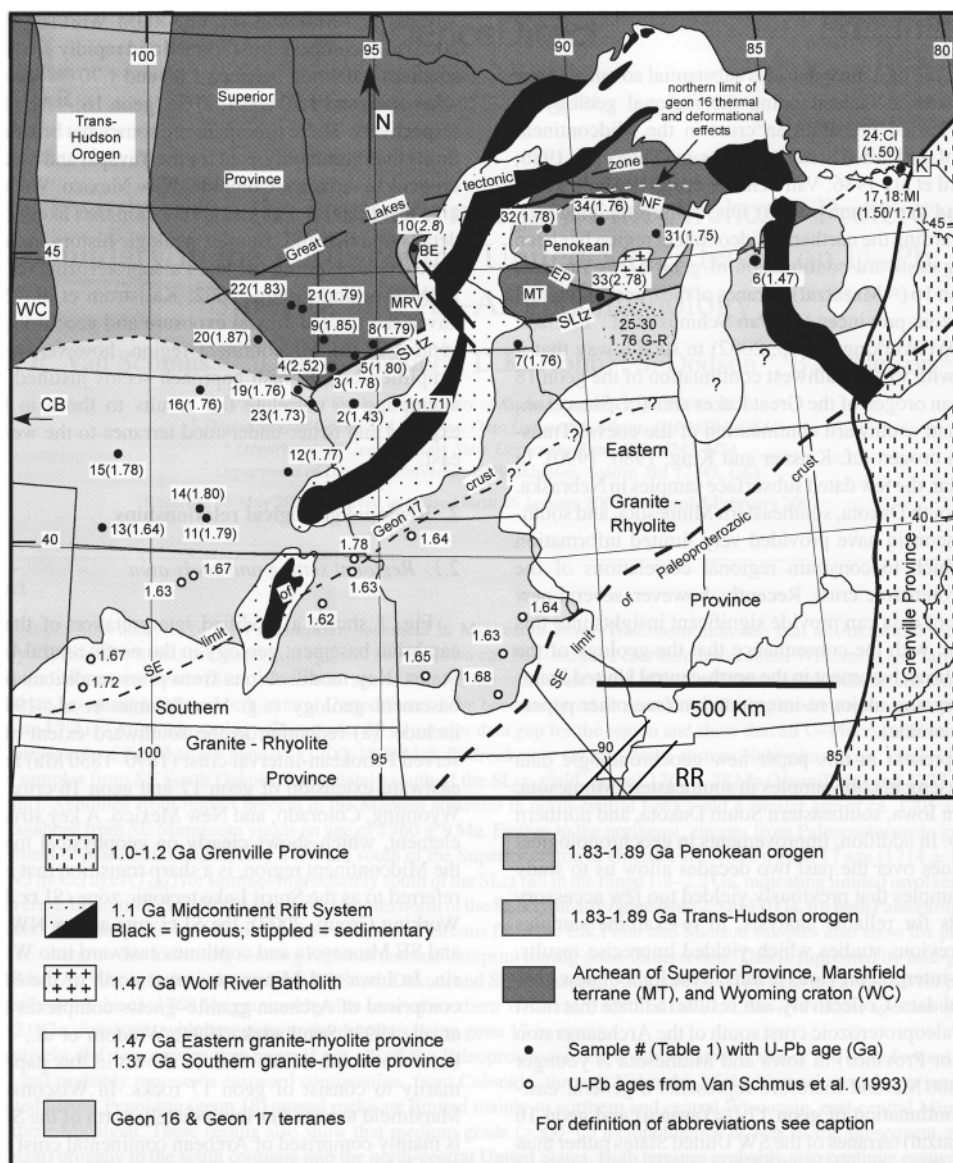 100
95
90
85
80
Superior
Trans-
Hudson
Orogen
N
northern limit of
geon 16 thermal
and deformational
effects
24:CI
(1.50)
K
17,18:MI
(1.50/1.71)
Province
tectonic
zone
NF
34(1.76)
32(1.78)
Great
Lakes
10(2.8)
Penokean
31(1.75)
45
45
BE
EP
33(2.78)
6(1.47)
22(1.83)
21(1.79)
MRV
MT
WC
9(1.85)
8(1.79)
SLtz
SLtz
25-30
1.76 G-R
20(1.87)
4(2.52)
5(1.80)
7(1.76)
?
19(1.76)
3(1.78)
?
CB
16(1.76)
1(1.71)
23(1.73)
2(1.43)
?
?
12(1.77)
Eastern
crust
15(1.78)
crust
?
14(1.80)
Geon 17
Granite-
Rhyolite
Paleoproterozoic
13(1.64)
11(1.79)
40
40
1.64
1.78
1.67
1.63
1.63
of
of
Province
Grenville Province
1.62
1.64
limit
limit
1.63
1.67
1.65
SE
SE
1.72
1.68
Southern
500 Km
Granite - Rhyolite
100
95
90
85
Province
RR
1.0-1.2 Ga Grenville Province
1.1 Ga Midcontinent Rift System
Black = igneous; stippled = sedimentary
1.47 Ga Wolf River Batholith
1.47 Ga Eastern granite-rhyolite province
1.37 Ga Southern granite-rhyolite province
Geon 16 & Geon 17 terranes
1.83-1.89 Ga Penokean orogen
1.83-1.89 Ga Trans-Hudson orogen
Archean of Superior Province, Marshfield
terrane (MT), and Wyoming craton (WC)
Sample # (Table 1) with U-Pb age (Ga)
U-Pb ages from Van Schmus et al. (1993)
For definition of abbreviations see caption